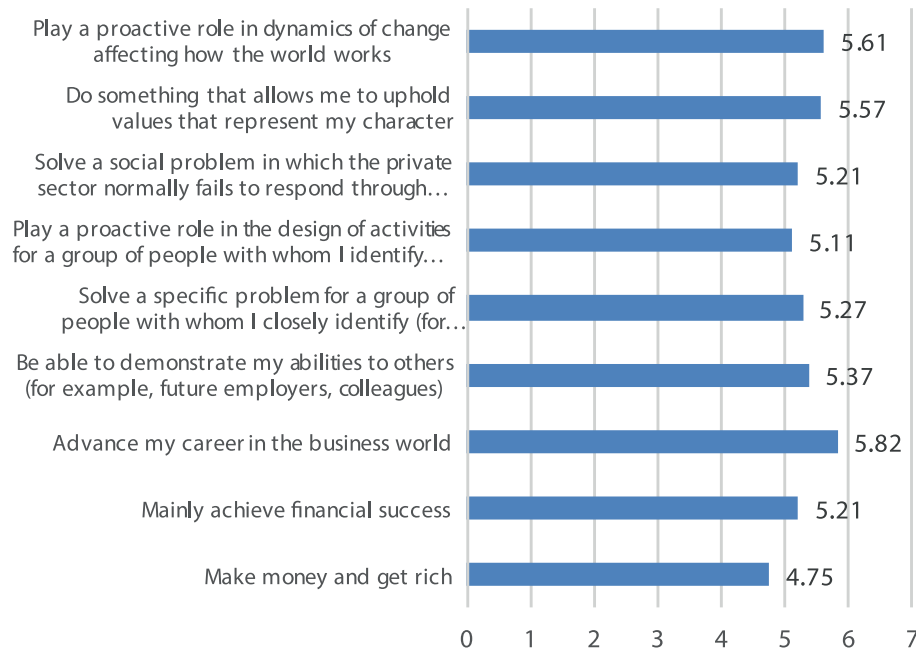 Play a proactive role in dynamics of change
affecting how the world works
5.61
Do something that allows me to uphold
values that represent my character
5.57
Solve a social problem in which the private
sector normally fails to respond through…
5.21
Play a proactive role in the design of activities
for a group of people with whom I identify…
5.11
Solve a specific problem for a group of
people with whom I closely identify (for…
5.27
Be able to demonstrate my abilities to others
(for example, future employers, colleagues)
5.37
Advance my career in the business world
5.82
Mainly achieve financial success
5.21
Make money and get rich
4.75
0 1 2 3 4 5 6 7